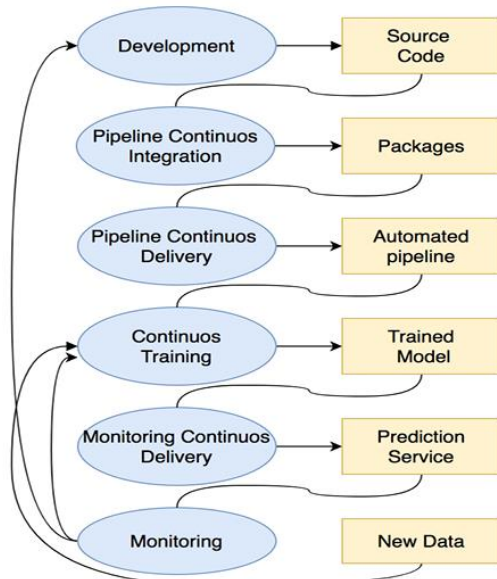 Development
Source
Code
Pipeline Continuos
Integration
Packages
Pipeline Continuos
Delivery
Automated
pipeline
Continuos
Training
Trained
Model
Monitoring Continuos
Delivery
Prediction
Service
Monitoring
New Data